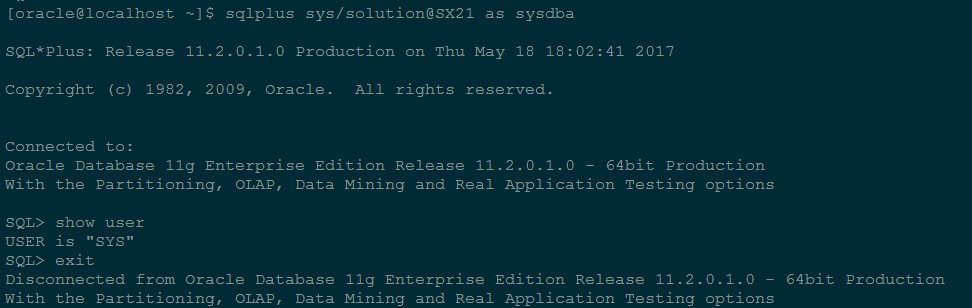 [oracle@localhost ~]$ sqlplus sys/solution@SX21 as sysdba
SQL*Plus: Release 11.2.0.1.0 Production on Thu May 18 18:02:41 2017
Copyright (c) 1982, 2009, Oracle.  All rights reserved.
Connected to:
Oracle Database 11g Enterprise Edition Release 11.2.0.1.0 - 64bit Production
With the Partitioning, OLAP, Data Mining and Real Application Testing options
SQL> show user
USER is "SYS"
SQL> exit
Disconnected from Oracle Database 11g Enterprise Edition Release 11.2.0.1.0 - 64bit Production
With the Partitioning, OLAP, Data Mining and Real Application Testing options